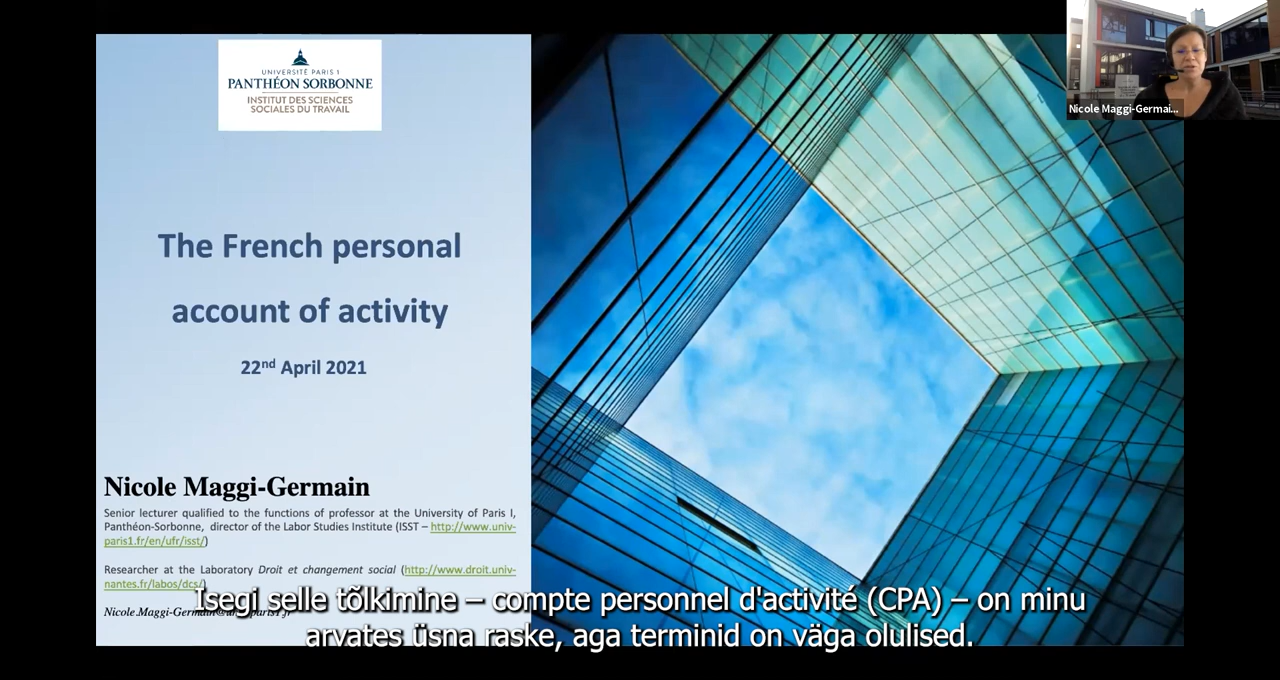 UNIVERSITÉ PARIS 1
PANTHÉON SORBONNE
INSTITUT DES SCIENCES
SOCIALES DU TRAVAIL
Nicole Maggi-Germai...
The French personal
account of activity
22nd April 2021
Nicole Maggi-Germain
Senior lecturer qualified to the functions of professor at the University of Paris I,
Panthéon-Sorbonne, director of the Labor Studies Institute (ISST – http://www.univ-
paris1.fr/en/ufr/isst/)
Researcher at the Laboratory Droit et changement social (http://www.droit.univ-
nantes.fr/labos/dcs/)
Isegi selle tõlkimine – compte personnel d'activité (CPA) – on minu
arvates üsna raske, aga terminid on väga olulised.